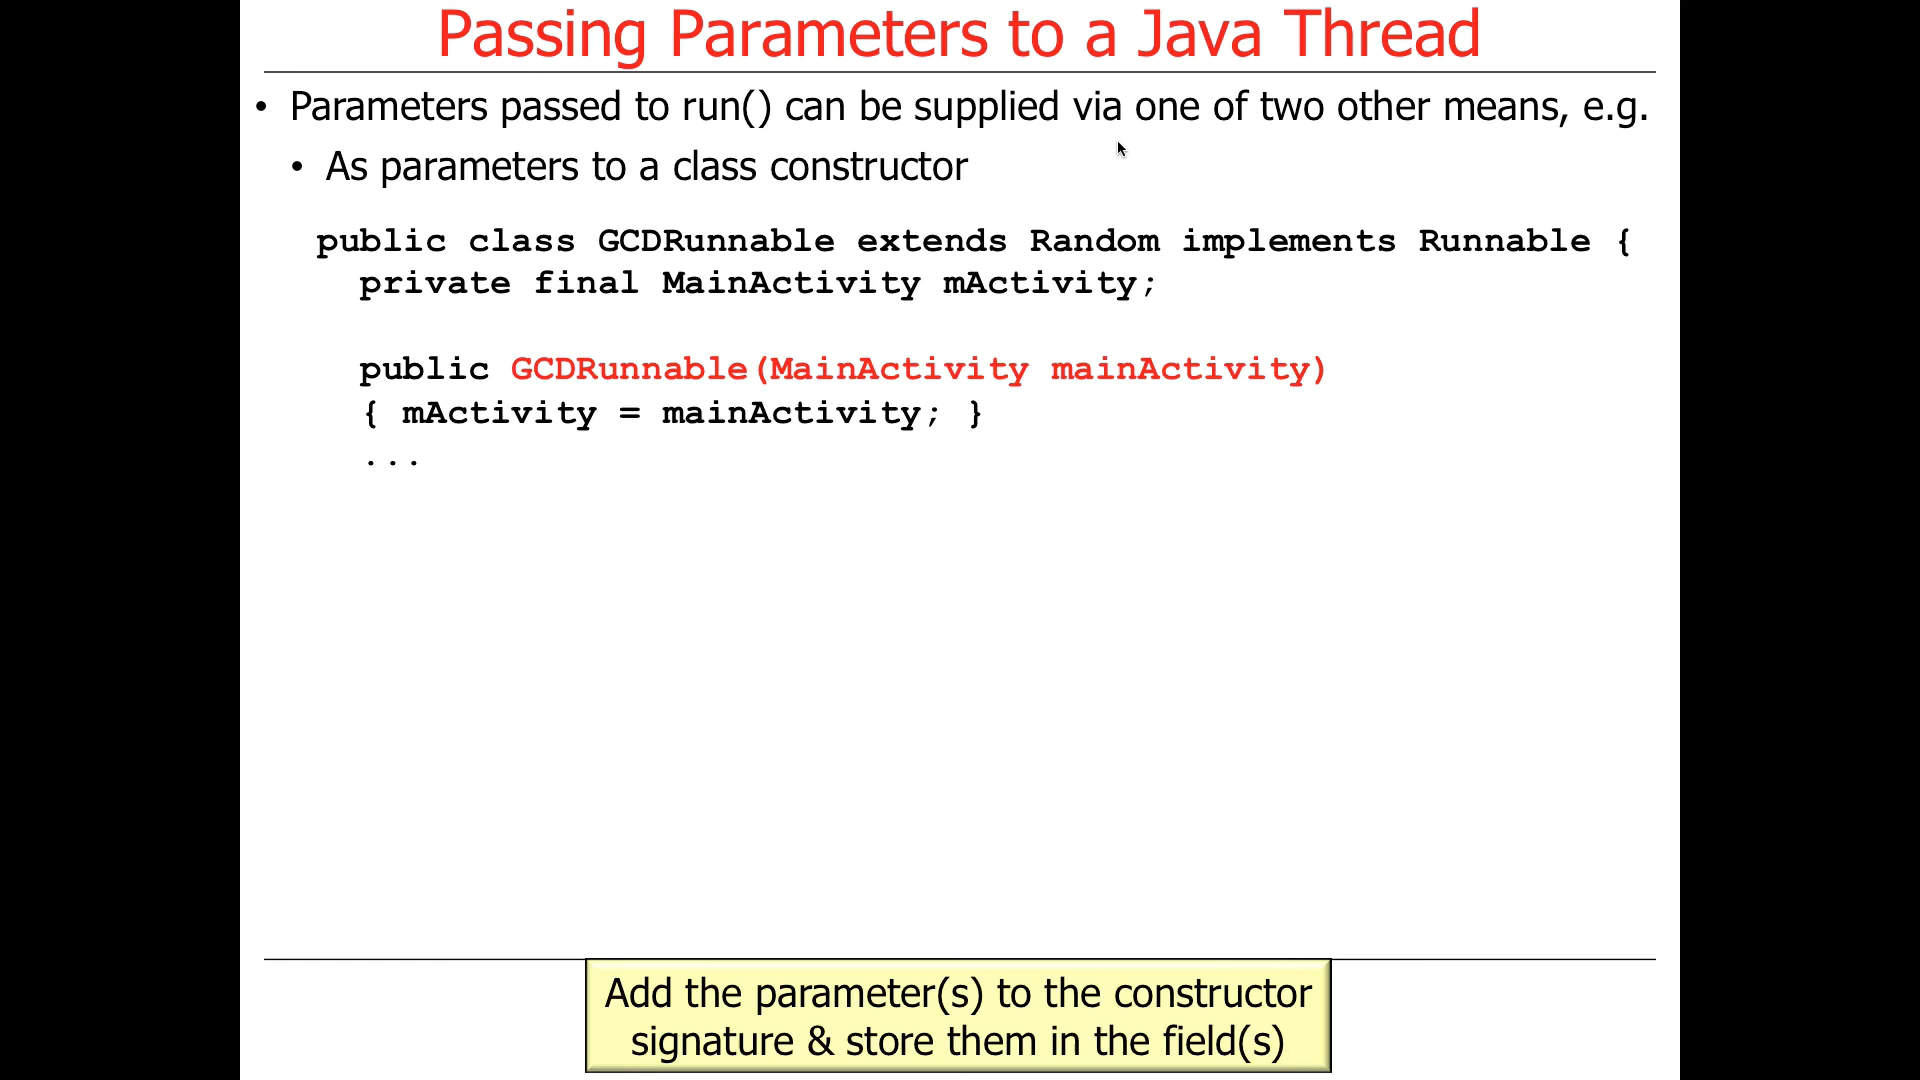 Passing Parameters to a Java Thread
• Parameters passed to run() can be supplied via one of two other means, e.g.
• As parameters to a class constructor
public class GCDRunnable extends Random implements Runnable {
private final MainActivity mActivity;
public GCDRunnable(MainActivity mainActivity)
{ mActivity = mainActivity; }
...
Add the parameter(s) to the constructor
signature & store them in the field(s)